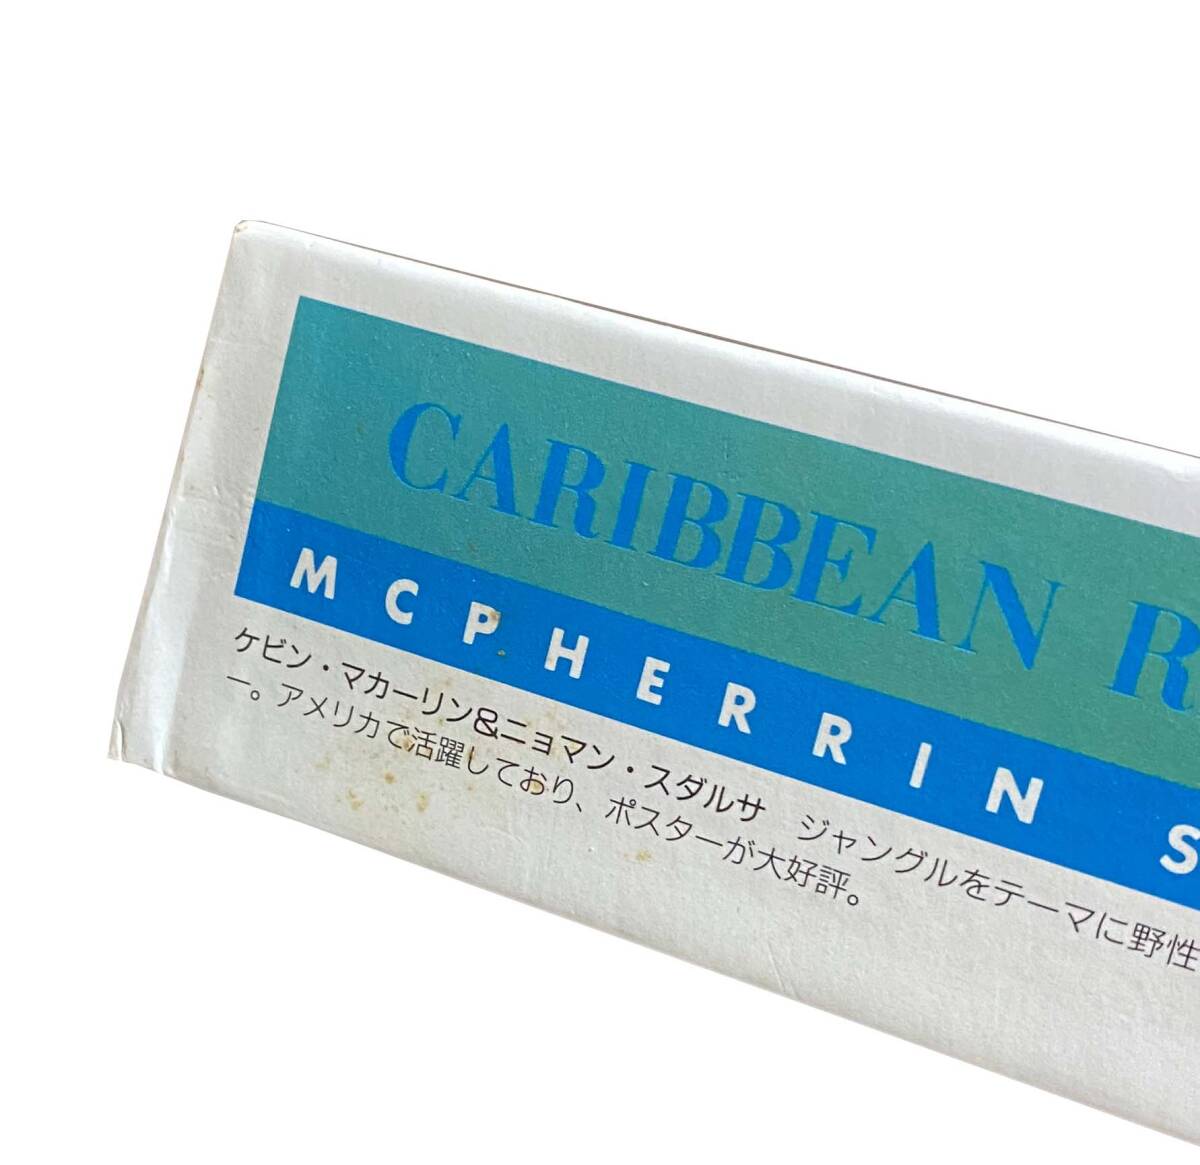 CARIBBEAN R
MCPHERRIN S
ケビン・マカーリン&ニョマン・スダルサ ジャングルをテーマに野性
ー。アメリカで活躍しており、ポスターが大好評。